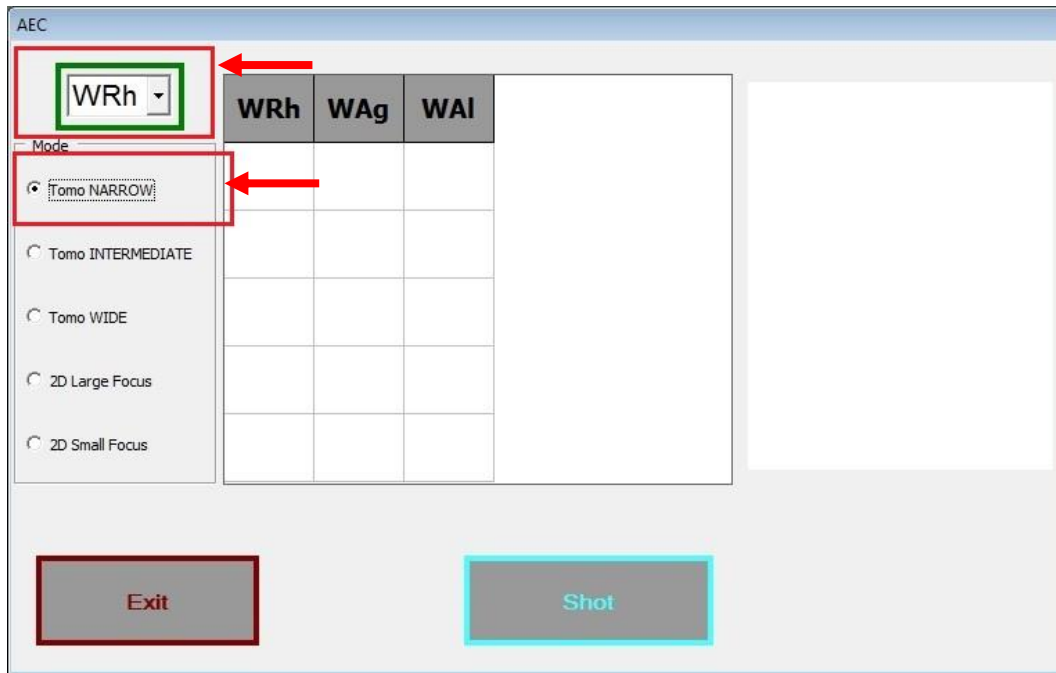 AEC
WRh
WRh WAg WAl
Mode
Tomo NARROW
Tomo INTERMEDIATE
Tomo WIDE
2D Large Focus
2D Small Focus
Exit
Shot